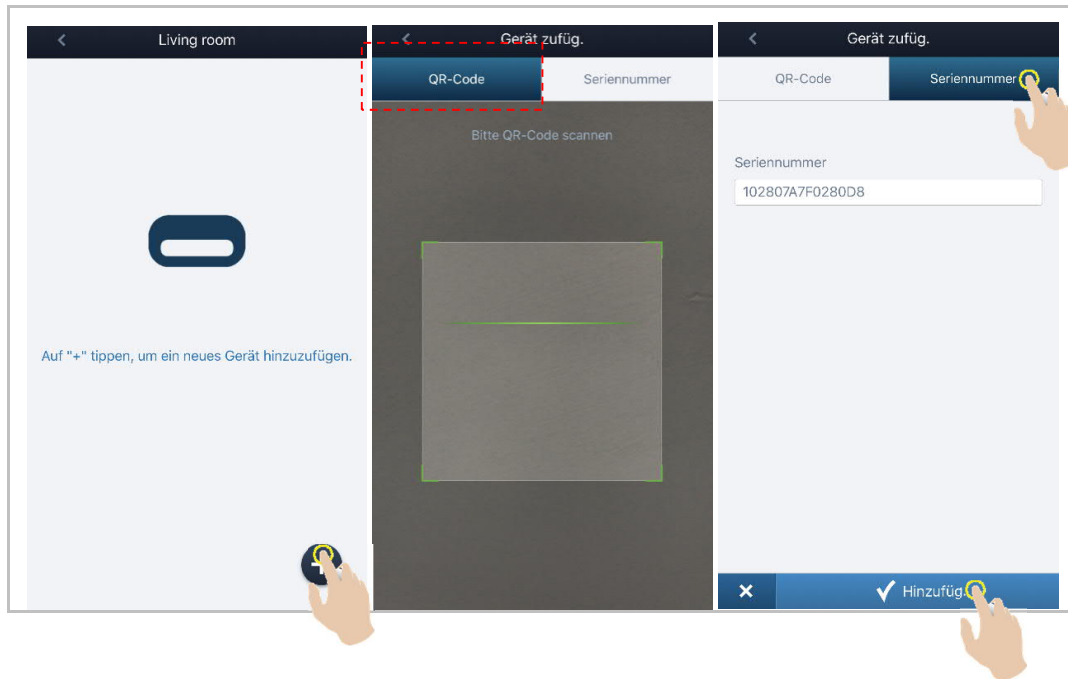 Living room
Auf "+" tippen, um ein neues Gerät hinzuzufügen.
Gerät zufüg.
QR-Code
Seriennummer
Bitte QR-Code scannen
Gerät zufüg.
QR-Code
Seriennummer
Seriennummer
102807A7F0280D8
Hinzufüg.